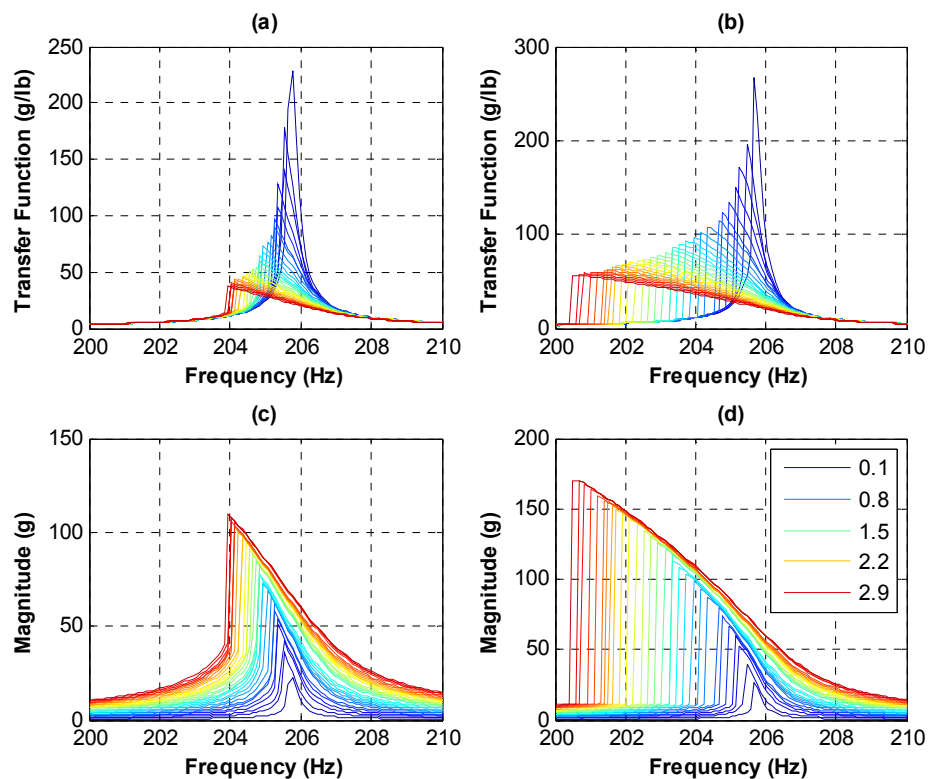 (a)
250
200
150
100
50
0
Transfer Function (g/lb)
200 202 204 206 208 210
Frequency (Hz)
(b)
300
200
100
0
Transfer Function (g/lb)
200 202 204 206 208 210
Frequency (Hz)
(c)
150
100
50
0
Magnitude (g)
200 202 204 206 208 210
Frequency (Hz)
(d)
200
150
100
50
0
Magnitude (g)
200 202 204 206 208 210
Frequency (Hz)
0.1
0.8
1.5
2.2
2.9